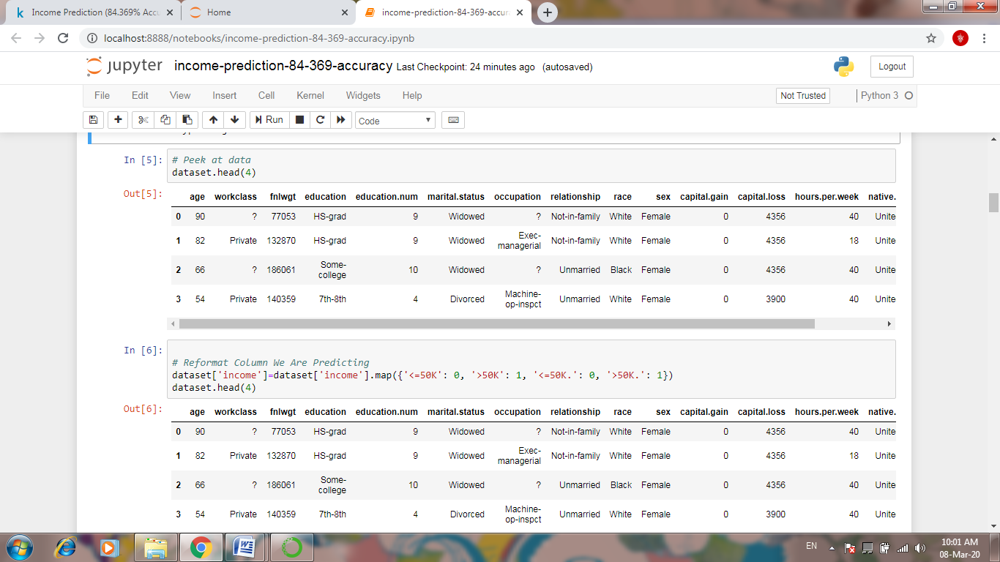 Income Prediction (84.369% Accu
Home
income-prediction-84-369-accura
localhost:8888/notebooks/income-prediction-84-369-accuracy.ipynb
jupyter income-prediction-84-369-accuracy Last Checkpoint: 24 minutes ago (autosaved)
Logout
File Edit View Insert Cell Kernel Widgets Help
Not Trusted
Python 3
Run
Code
In [5]:
# Peek at data
dataset.head(4)
Out[5]:
age workclass fnlwgt education education.num marital.status occupation relationship race sex capital.gain capital.loss hours.per.week native.
0 90 ? 77053 HS-grad 9 Widowed ? Not-in-family White Female 0 4356 40 Unite
1 82 Private 132870 HS-grad 9 Widowed Exec-managerial Not-in-family White Female 0 4356 18 Unite
2 66 ? 186061 Some-college 10 Widowed ? Unmarried Black Female 0 4356 40 Unite
3 54 Private 140359 7th-8th 4 Divorced Machine-op-inspct Unmarried White Female 0 3900 40 Unite
In [6]:
# Reformat Column We Are Predicting
dataset['income']=dataset['income'].map({'<=50K': 0, '>50K': 1, '<=50K.': 0, '>50K.': 1})
dataset.head(4)
Out[6]:
age workclass fnlwgt education education.num marital.status occupation relationship race sex capital.gain capital.loss hours.per.week native.
0 90 ? 77053 HS-grad 9 Widowed ? Not-in-family White Female 0 4356 40 Unite
1 82 Private 132870 HS-grad 9 Widowed Exec-managerial Not-in-family White Female 0 4356 18 Unite
2 66 ? 186061 Some-college 10 Widowed ? Unmarried Black Female 0 4356 40 Unite
3 54 Private 140359 7th-8th 4 Divorced Machine-op-inspct Unmarried White Female 0 3900 40 Unite
EN
10:01 AM
08-Mar-20